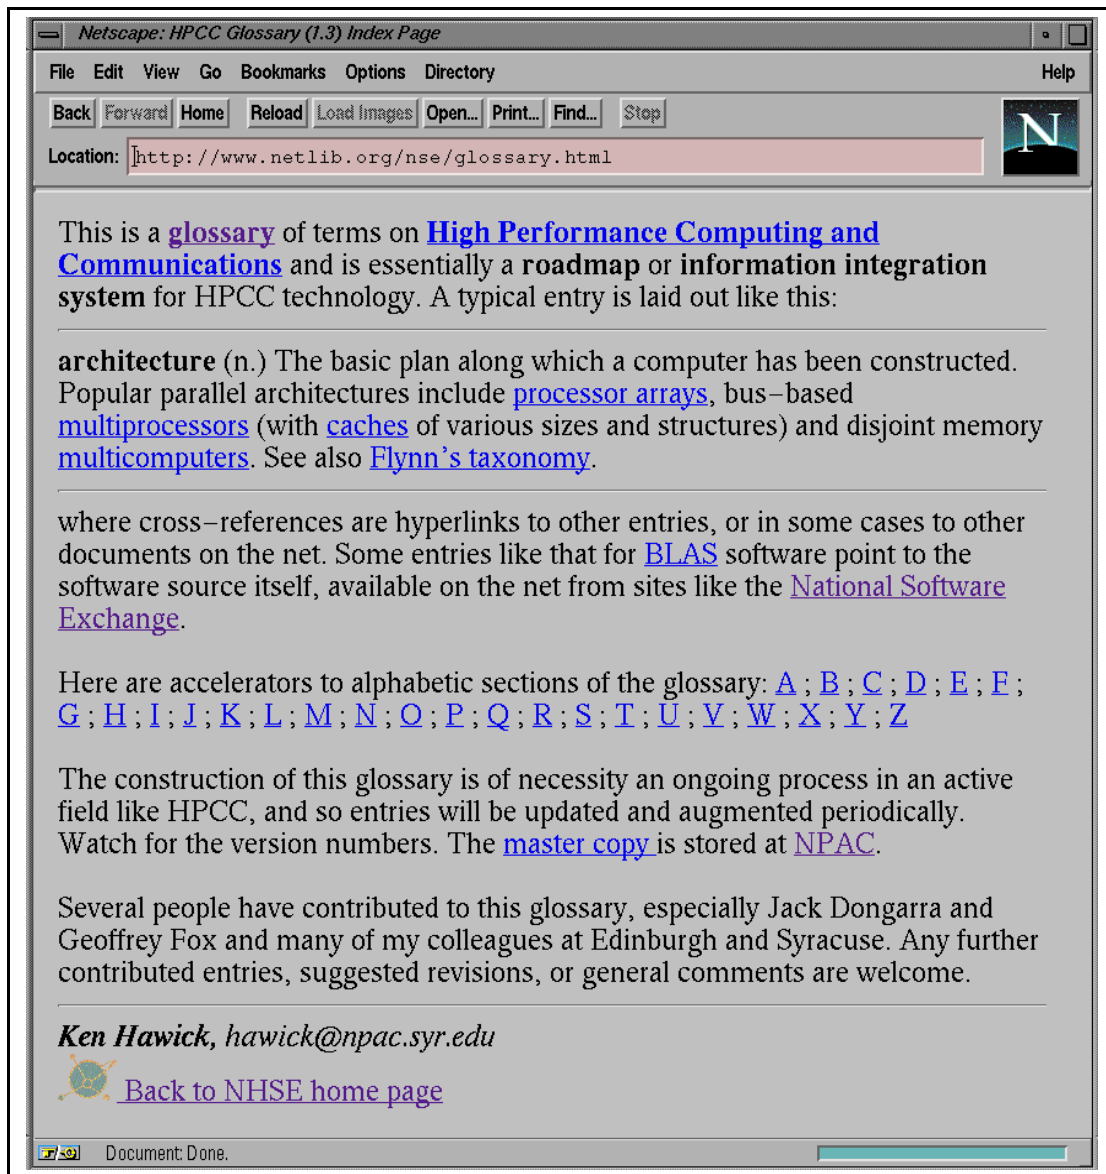 Netscape: HPCC Glossary (1.3) Index Page
File Edit View Go Bookmarks Options Directory Help
Back Forward Home Reload Load Images Open... Print... Find... Stop
N
Location: http://www.netlib.org/nse/glossary.html
This is a glossary of terms on High Performance Computing and
Communications and is essentially a roadmap or information integration
system for HPCC technology. A typical entry is laid out like this:
architecture (n.) The basic plan along which a computer has been constructed.
Popular parallel architectures include processor arrays, bus-based
multiprocessors (with caches of various sizes and structures) and disjoint memory
multicomputers. See also Flynn's taxonomy.
where cross-references are hyperlinks to other entries, or in some cases to other
documents on the net. Some entries like that for BLAS software point to the
software source itself, available on the net from sites like the National Software
Exchange.
Here are accelerators to alphabetic sections of the glossary: A ; B ; C ; D ; E ; F ;
G ; H ; I ; J ; K ; L ; M ; N ; O ; P ; Q ; R ; S ; T ; U ; V ; W ; X ; Y ; Z
The construction of this glossary is of necessity an ongoing process in an active
field like HPCC, and so entries will be updated and augmented periodically.
Watch for the version numbers. The master copy is stored at NPAC.
Several people have contributed to this glossary, especially Jack Dongarra and
Geoffrey Fox and many of my colleagues at Edinburgh and Syracuse. Any further
contributed entries, suggested revisions, or general comments are welcome.
Ken Hawick, hawick@npac.syr.edu
Back to NHSE home page
Document: Done.